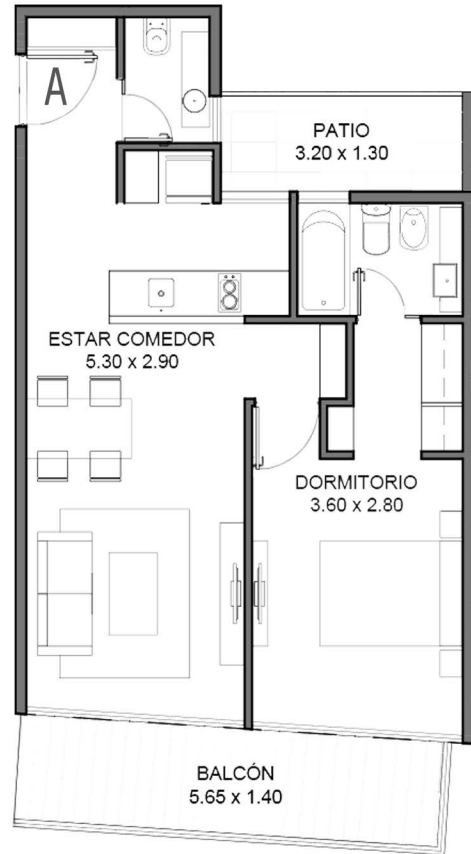 A
PATIO
3.20 x 1.30
ESTAR COMEDOR
5.30 x 2.90
DORMITORIO
3.60 x 2.80
BALCÓN
5.65 x 1.40